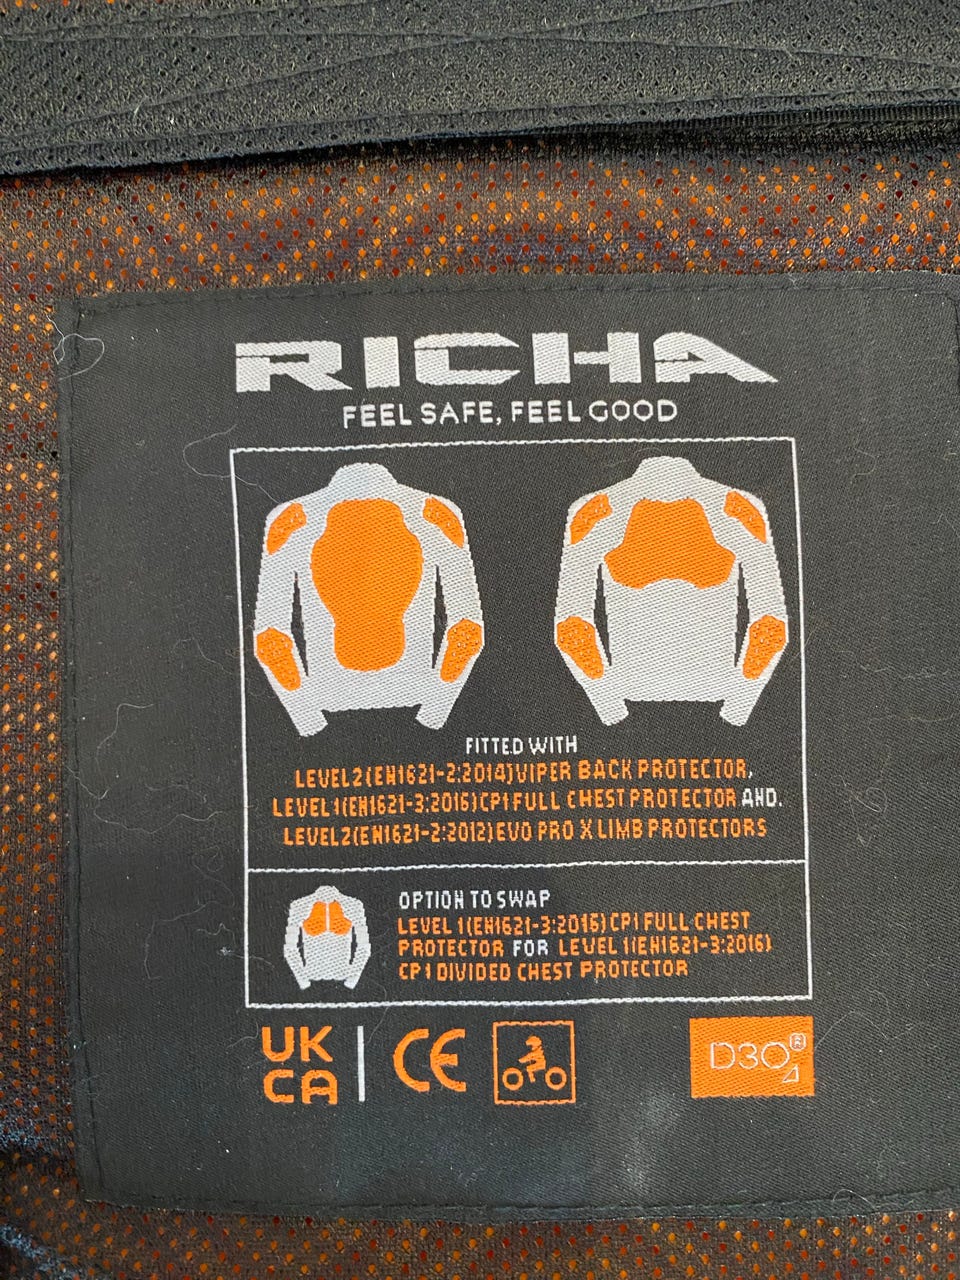 RICHA
FEEL SAFE, FEEL GOOD
FITTED WITH
LEVEL2(EN1621-2:2014)VIPER BACK PROTECTOR,
LEVEL1(EN1621-3:2016)CP1 FULL CHEST PROTECTOR AND.
LEVEL2(EN1621-2:2012)EVO PRO X LIMB PROTECTORS
OPTION TO SWAP
LEVEL 1(EN1621-3:2016) CP1 FULL CHEST
PROTECTOR FOR LEVEL 1(EN1621-3:2016)
CP1 DIVIDED CHEST PROTECTOR
UK
CA
CE
D3O®